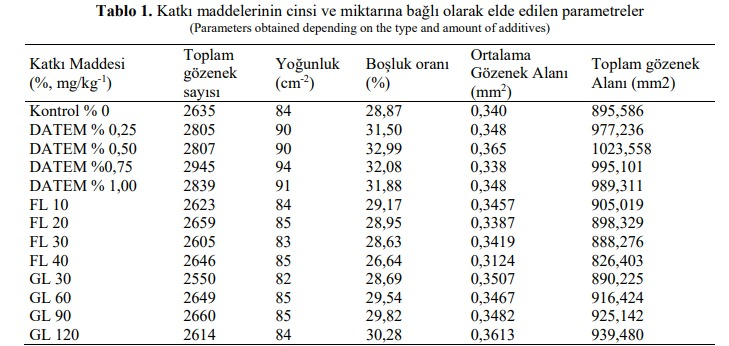 Tablo 1. Katkı maddelerinin cinsi ve miktarına bağlı olarak elde edilen parametreler
(Parameters obtained depending on the type and amount of additives)
Katkı Maddesi (%, mg/kg⁻¹) Toplam gözenek sayısı Yoğunluk (cm⁻²) Boşluk oranı (%) Ortalama Gözenek Alanı (mm²) Toplam gözenek Alanı (mm2)
Kontrol % 0 2635 84 28,87 0,340 895,586
DATEM % 0,25 2805 90 31,50 0,348 977,236
DATEM % 0,50 2807 90 32,99 0,365 1023,558
DATEM %0,75 2945 94 32,08 0,338 995,101
DATEM % 1,00 2839 91 31,88 0,348 989,311
FL 10 2623 84 29,17 0,3457 905,019
FL 20 2659 85 28,95 0,3387 898,329
FL 30 2605 83 28,63 0,3419 888,276
FL 40 2646 85 26,64 0,3124 826,403
GL 30 2550 82 28,69 0,3507 890,225
GL 60 2649 85 29,54 0,3467 916,424
GL 90 2660 85 29,82 0,3482 925,142
GL 120 2614 84 30,28 0,3613 939,480